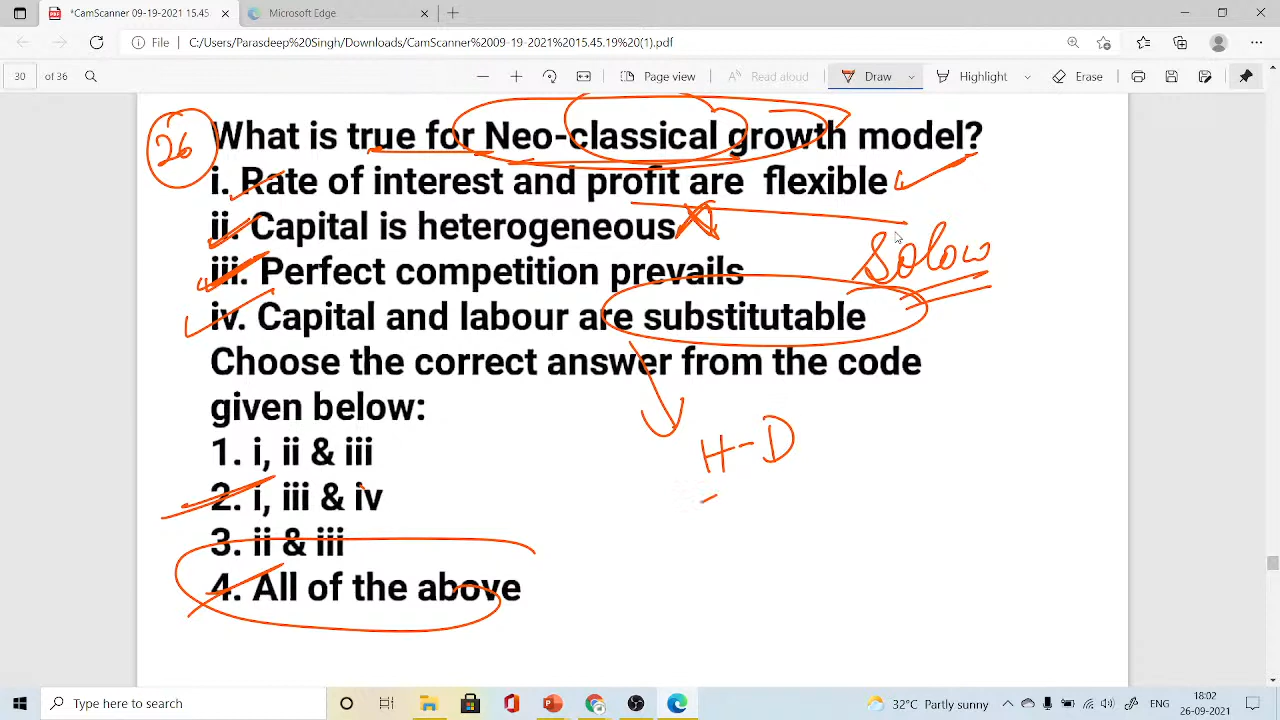 *CamScanner 09-19-2021 15.45
Microsoft Edge
File
C:/Users/Parasdeep%20Singh/Downloads/CamScanner%2009-19-2021%2015.45.19%20(1).pdf
30 of 36
Page view
Read aloud
Draw
Highlight
Erase
26
What is true for Neo-classical growth model?
i. Rate of interest and profit are flexible
ii. Capital is heterogeneous
Solow
iii. Perfect competition prevails
iv. Capital and labour are substitutable
Choose the correct answer from the code
given below:
H-D
1. i, ii & iii
2. i, iii & iv
3. ii & iii
4. All of the above
Type here to search
32°C Partly sunny
ENG
18:02
26-09-2021